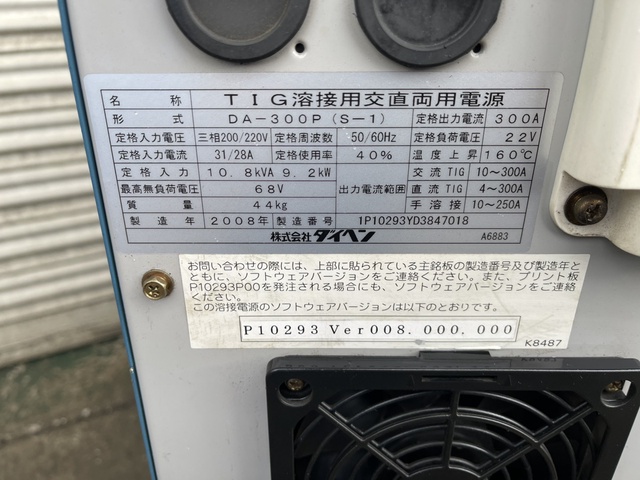 名称 TIG溶接用交直両用電源
形式 DA-300P (S-1) 定格出力電流 300A
定格入力電圧 三相200/220V 定格周波数 50/60Hz 定格負荷電圧 22V
定格入力電流 31/28A 定格使用率 40% 温度上昇 160℃
定格入力 10.8kVA 9.2kW 出力電流範囲 交流TIG 10~300A
最高無負荷電圧 68V 直流TIG 4~300A
質量 44kg 手溶接 10~250A
製造年 2008年 製造番号 1P10293YD3847018
株式会社ダイヘン A6883
お問い合わせの際には、上部に貼られている主銘板の製造番号及び製造年と
ともに、ソフトウェアバージョンをご連絡ください。また、プリント板
P10293P00を発注される場合にも、ソフトウェアバージョンをご連絡
ください。
この溶接電源のソフトウェアバージョンは以下のとおりです。
P10293 Ver008.000.000
K8487